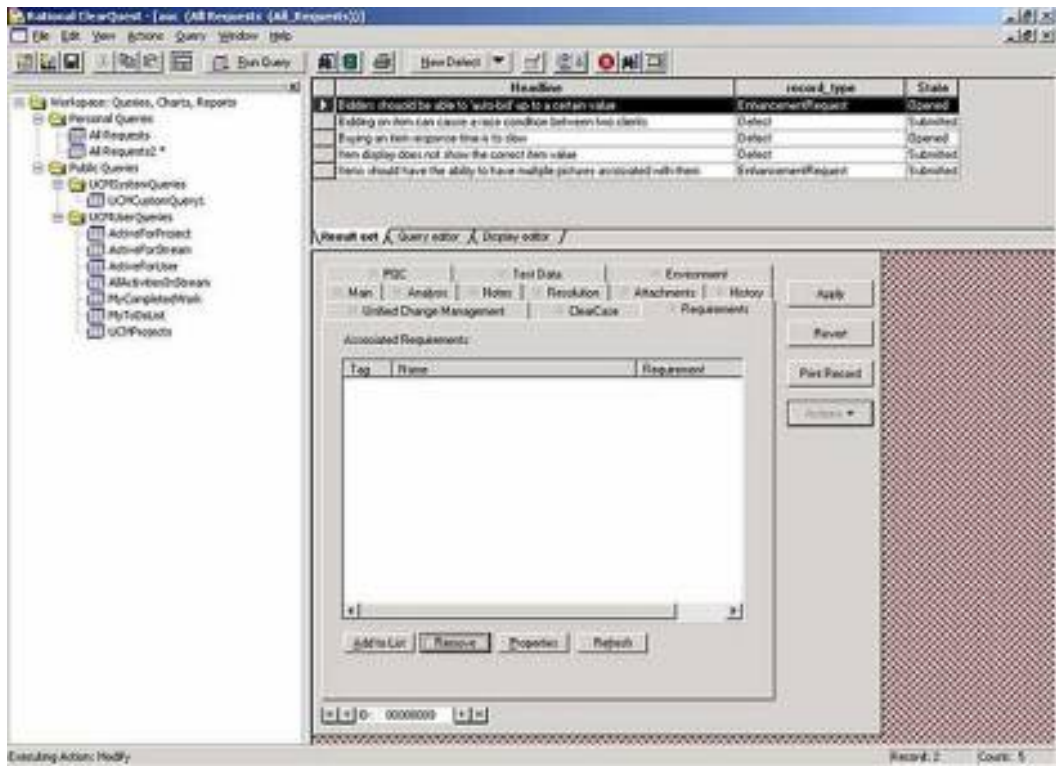 Rational ClearQuest - [auc (All Requests (All_Requests))]
File Edit View Actions Query Window Help
Run Query New Defect
Workspace: Queries, Charts, Reports
Personal Queries
All Requests
All Requests2 *
Public Queries
UCMSystemQueries
UCMCustomQuery1
UCMUserQueries
ActiveForProject
ActiveForStream
ActiveForUser
AllActivitiesInStream
MyCompletedWork
MyToDoList
UCMProjects
Headline record_type State
Bidders should be able to 'auto-bid' up to a certain value EnhancementRequest Opened
Bidding on item can cause a race condition between two clients Defect Submitted
Buying an item response time is to slow Defect Opened
Item display does not show the correct item value Defect Submitted
Items should have the ability to have multiple pictures associated with them EnhancementRequest Submitted
Result set Query editor Display editor
PQC Test Data Environment
Main Analysis Notes Resolution Attachments History
Unified Change Management ClearCase Requirements
Associated Requirements:
Tag Name Requirement
Add to List Remove Properties Refresh
Apply
Revert
Print Record
Actions
ID:
Executing Action: Modify
Record: 2 Count: 5